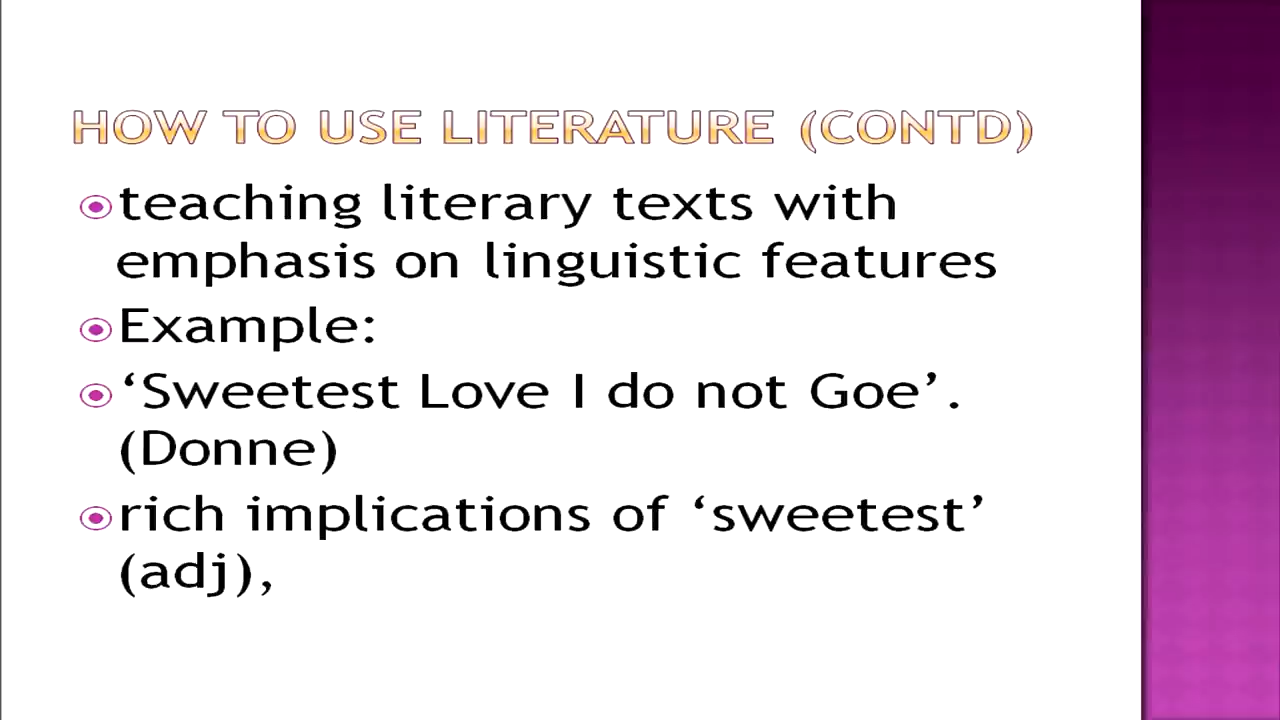 HOW TO USE LITERATURE (CONTD)
teaching literary texts with
emphasis on linguistic features
Example:
‘Sweetest Love I do not Goe’.
(Donne)
rich implications of ‘sweetest’
(adj),